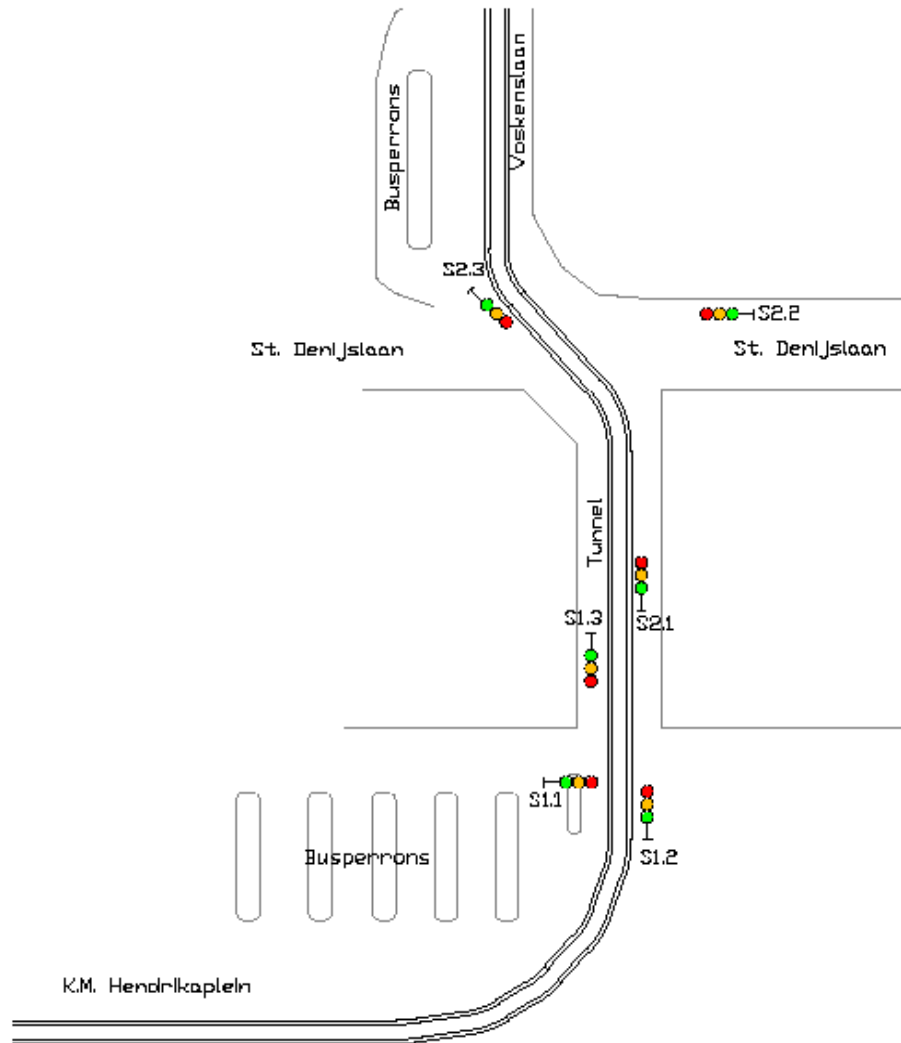 Voskenslaan
Busperrons
S2.3
S2.2
St. Denijslaan
St. Denijslaan
Tunnel
S1.3
S2.1
S1.1
S1.2
Busperrons
K.M. Hendrikaplein